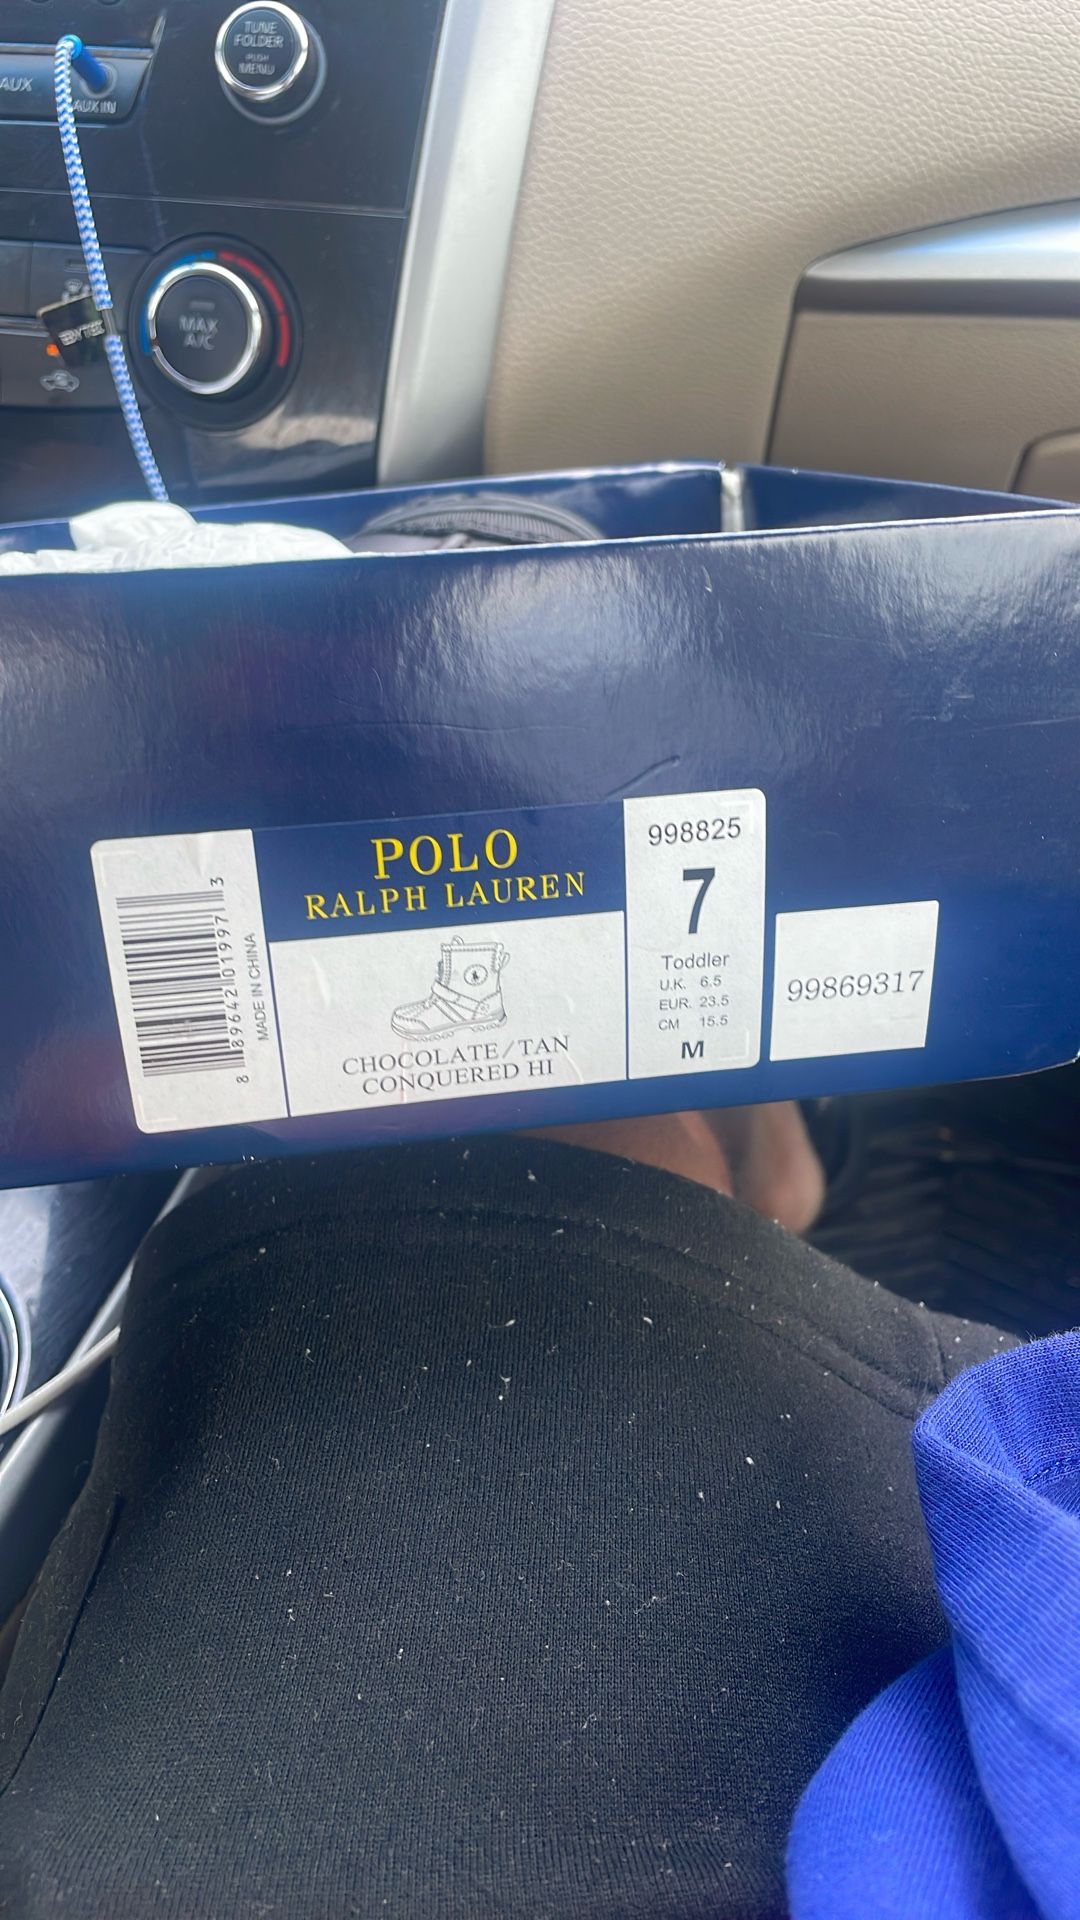 TUNE
FOLDER
PUSH
MENU
AUX
AUX IN
MAX
A/C
POLO
RALPH LAUREN
CHOCOLATE/TAN
CONQUERED HI
8 89642 01997 3
MADE IN CHINA
998825
7
Toddler
U.K. 6.5
EUR. 23.5
CM 15.5
M
99869317